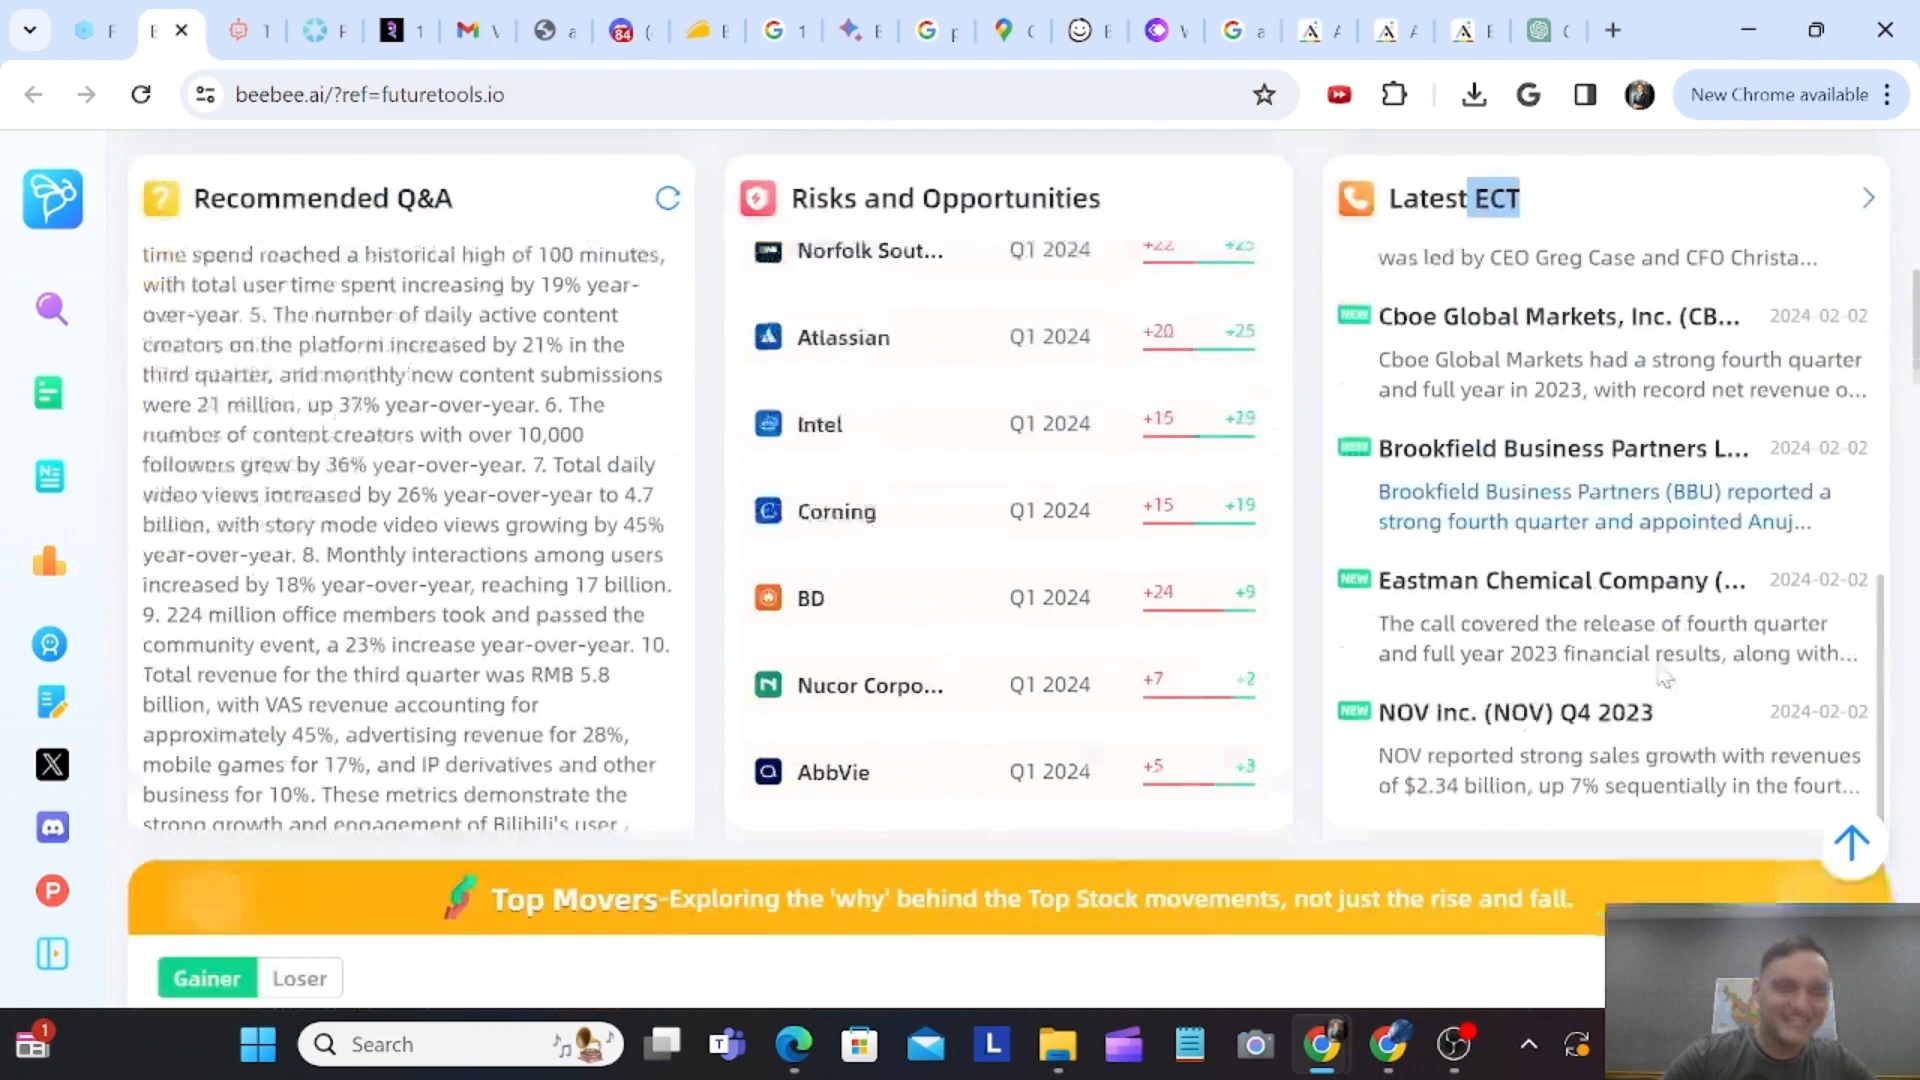 beebee.ai/?ref=futuretools.io
New Chrome available
Recommended Q&A
time spend reached a historical high of 100 minutes,
with total user time spent increasing by 19% year-
over-year. 5. The number of daily active content
creators on the platform increased by 21% in the
third quarter, and monthly new content submissions
were 21 million, up 37% year-over-year. 6. The
number of content creators with over 10,000
followers grew by 36% year-over-year. 7. Total daily
video views increased by 26% year-over-year to 4.7
billion, with story mode video views growing by 45%
year-over-year. 8. Monthly interactions among users
increased by 18% year-over-year, reaching 17 billion.
9. 224 million office members took and passed the
community event, a 23% increase year-over-year. 10.
Total revenue for the third quarter was RMB 5.8
billion, with VAS revenue accounting for
approximately 45%, advertising revenue for 28%,
mobile games for 17%, and IP derivatives and other
business for 10%. These metrics demonstrate the
strong growth and engagement of Bilibili's user
Risks and Opportunities
Norfolk Sout... Q1 2024 +22 +25
Atlassian Q1 2024 +20 +25
Intel Q1 2024 +15 +29
Corning Q1 2024 +15 +19
BD Q1 2024 +24 +9
Nucor Corpo... Q1 2024 +7 +2
AbbVie Q1 2024 +5 +3
Latest ECT
was led by CEO Greg Case and CFO Christa...
NEW Cboe Global Markets, Inc. (CB... 2024-02-02
Cboe Global Markets had a strong fourth quarter
and full year in 2023, with record net revenue o...
NEW Brookfield Business Partners L... 2024-02-02
Brookfield Business Partners (BBU) reported a
strong fourth quarter and appointed Anuj...
NEW Eastman Chemical Company (... 2024-02-02
The call covered the release of fourth quarter
and full year 2023 financial results, along with...
NEW NOV Inc. (NOV) Q4 2023 2024-02-02
NOV reported strong sales growth with revenues
of $2.34 billion, up 7% sequentially in the fourt...
Top Movers-Exploring the 'why' behind the Top Stock movements, not just the rise and fall.
Gainer Loser
1
Search